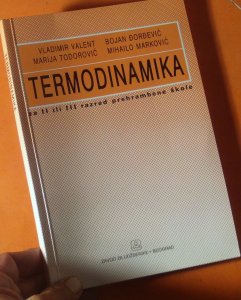 VLADIMIR VALENT BOJAN ĐORĐEVIĆ
MARIJA TODOROVIĆ MIHAILO MARKOVIĆ
TERMODINAMIKA
za II ili III razred prehrambene škole
ZAVOD ZA UDŽBENIKE • BEOGRAD
TERMODINAMIKA